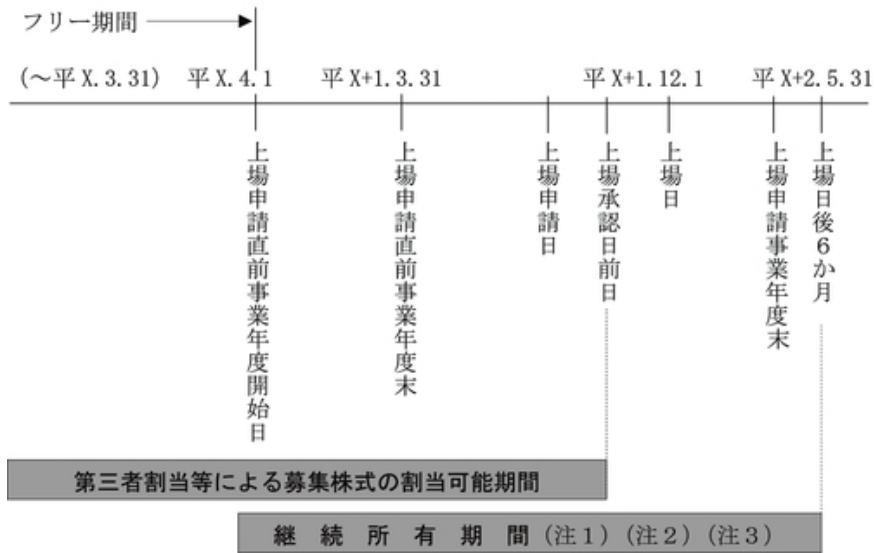 フリー期間
(～平X.3.31) 平X.4.1 平X+1.3.31 平X+1.12.1 平X+2.5.31
上場申請直前事業年度開始日
上場申請直前事業年度末
上場申請日
上場承認日前日
上場日
上場申請事業年度末
上場日後6か月
第三者割当等による募集株式の割当可能期間
継続所有期間(注1)(注2)(注3)